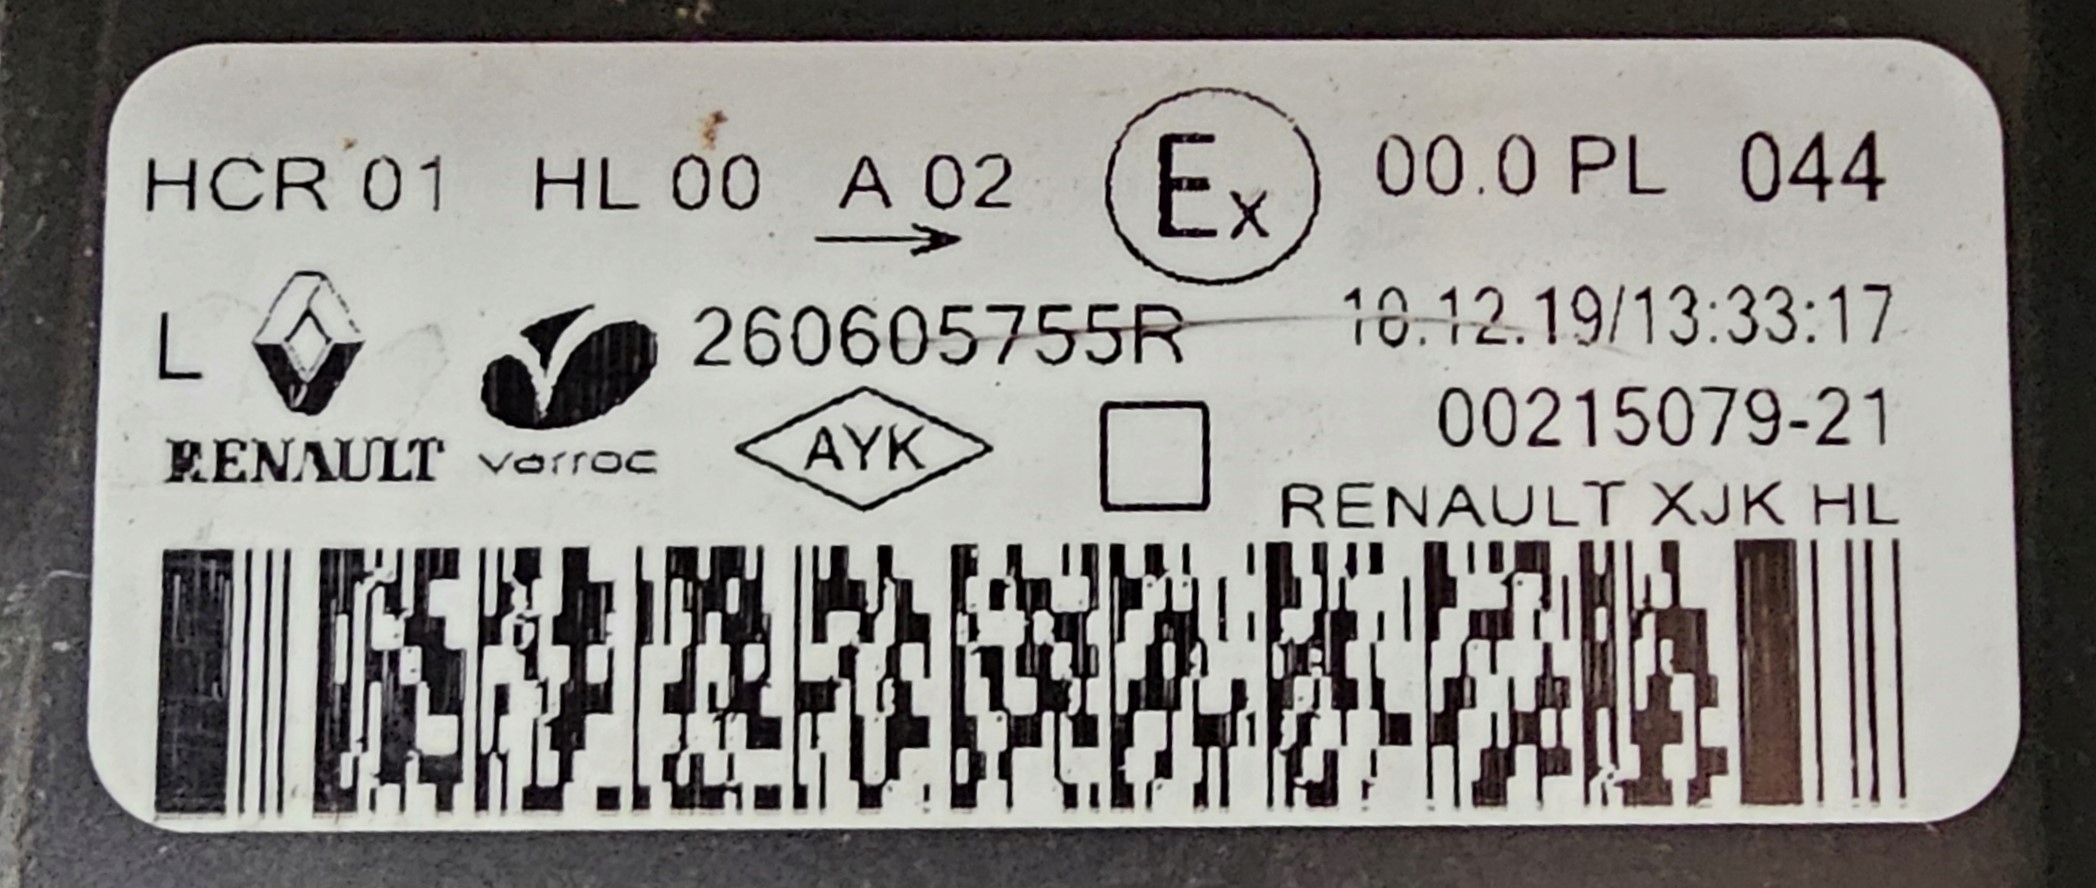 HCR 01 HL 00 A 02 Ex 00.0 PL 044
L 260605755R 10.12.19/13:33:17
RENAULT varroc AYK 00215079-21
RENAULT XJK HL